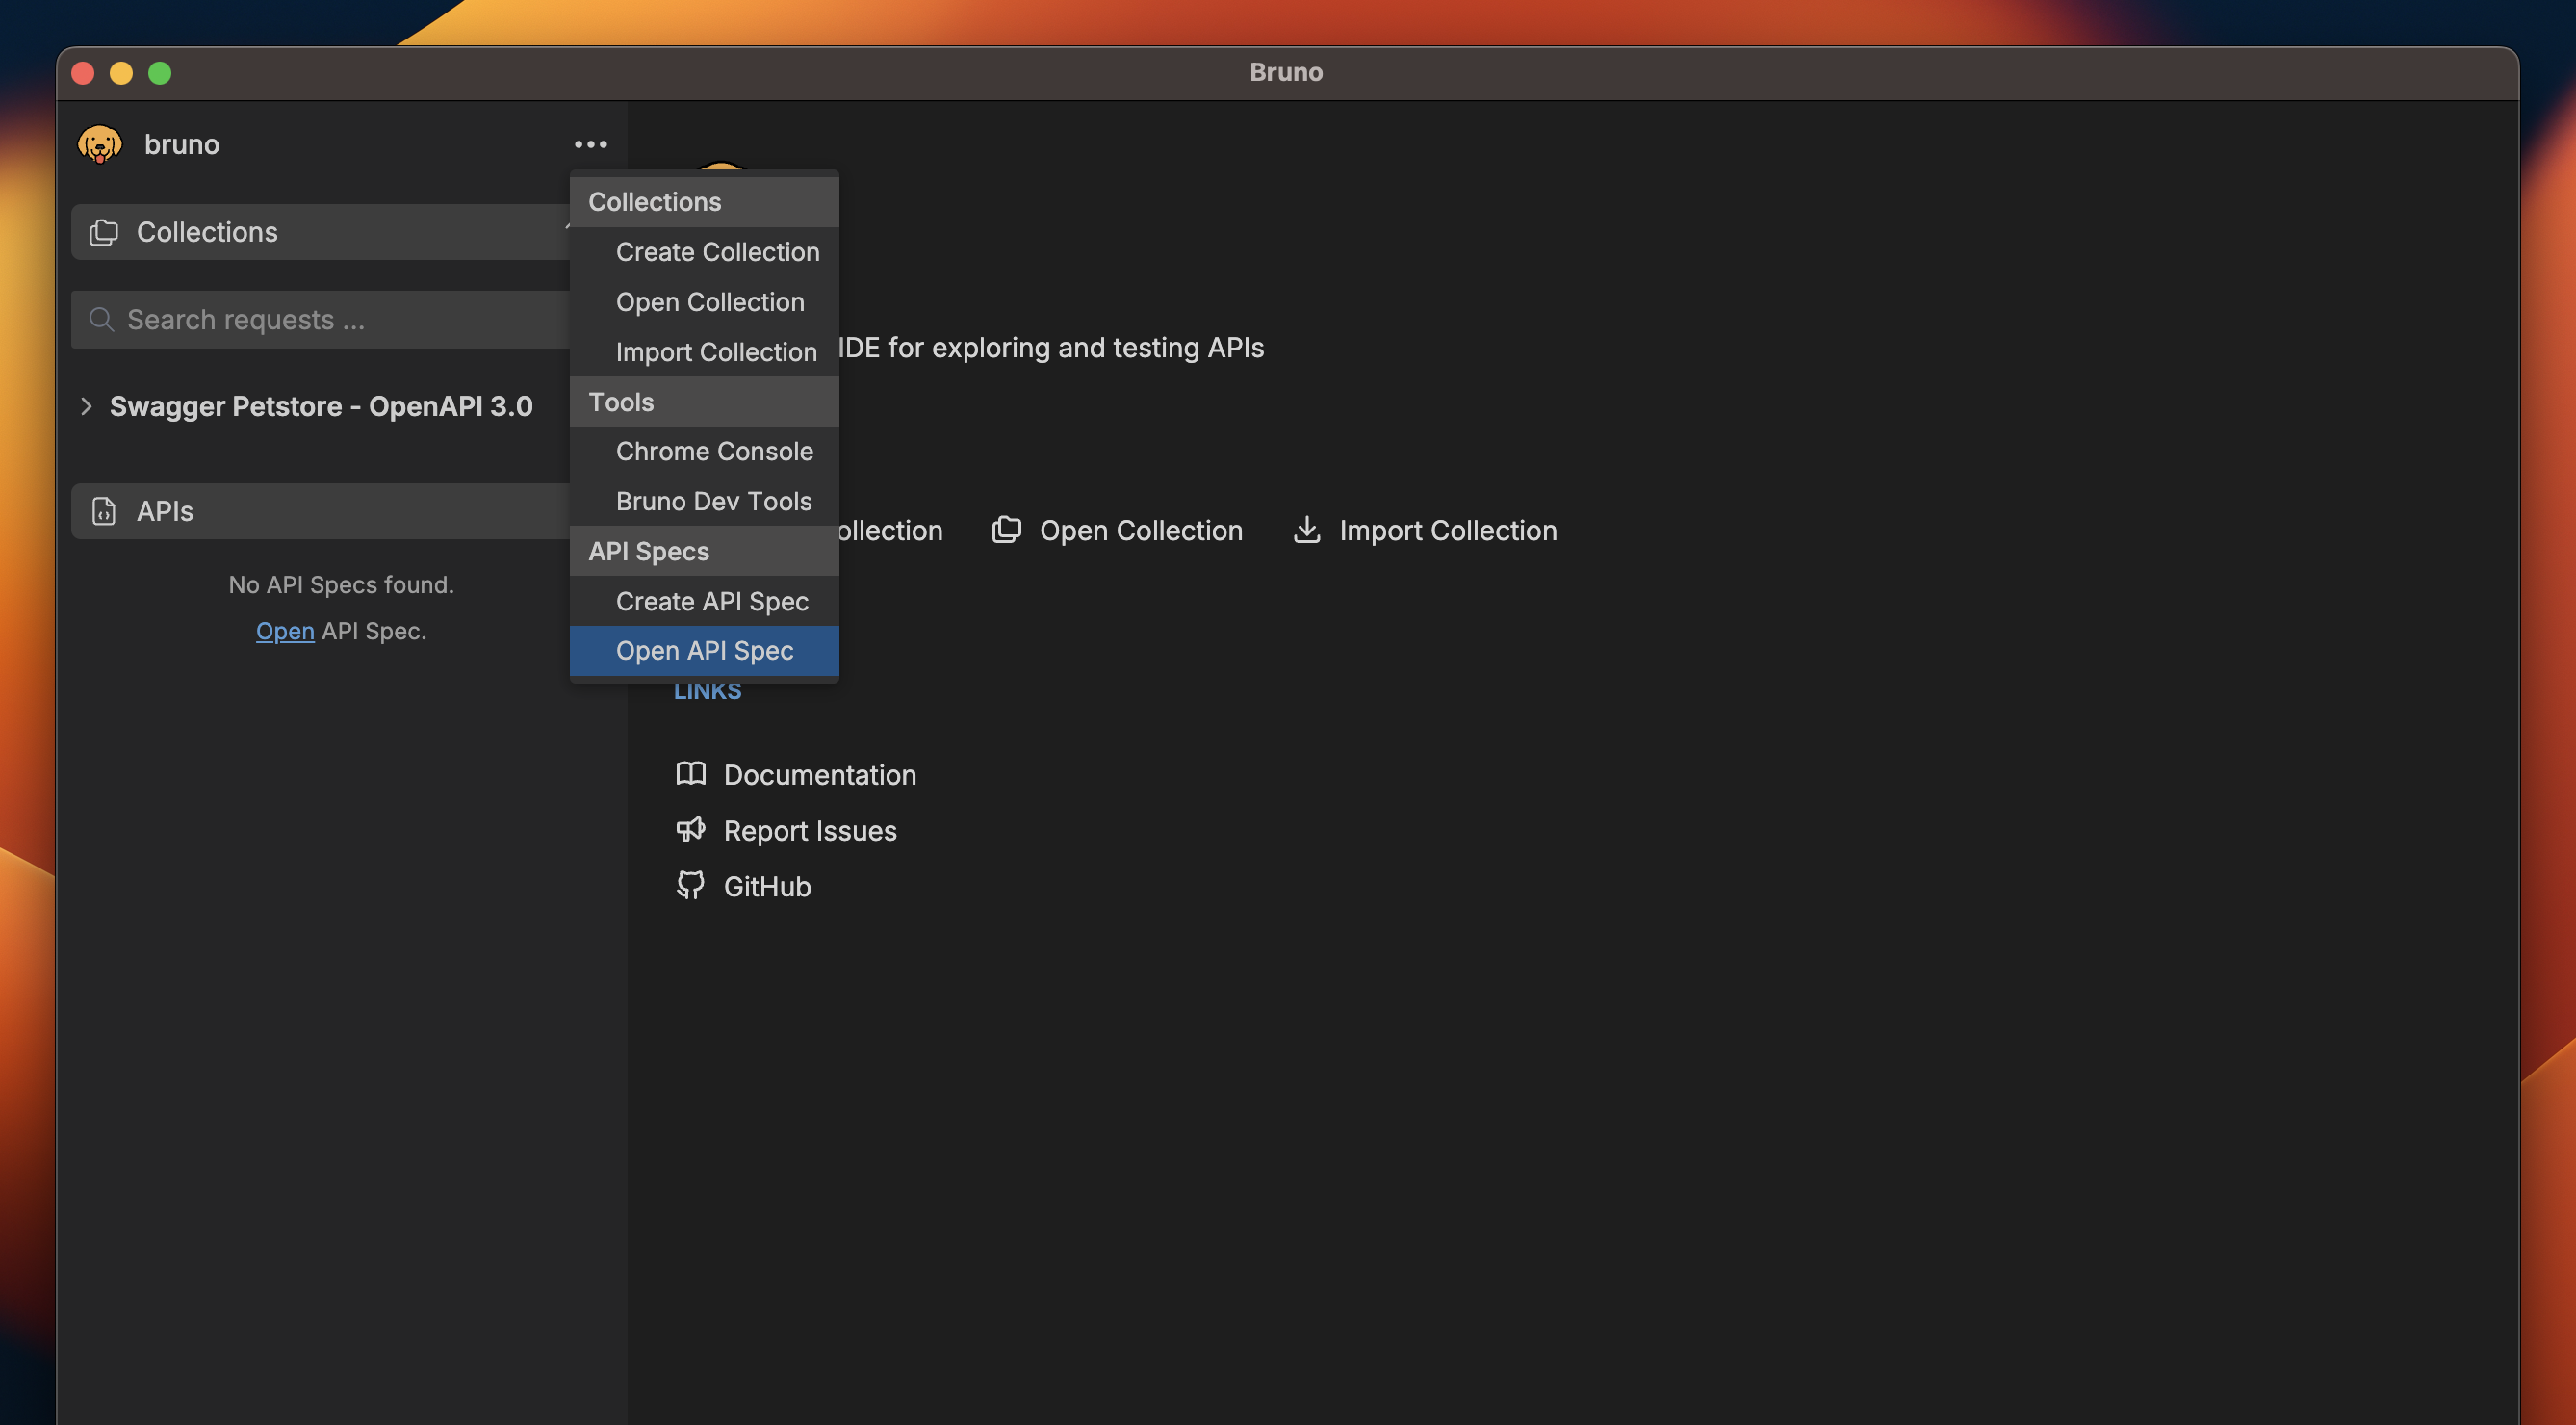 Bruno
bruno
Collections
Search requests ...
Swagger Petstore - OpenAPI 3.0
APIs
No API Specs found.
Open API Spec.
Collections
Create Collection
Open Collection
Import Collection
Tools
Chrome Console
Bruno Dev Tools
API Specs
Create API Spec
Open API Spec
IDE for exploring and testing APIs
ollection
Open Collection
Import Collection
LINKS
Documentation
Report Issues
GitHub